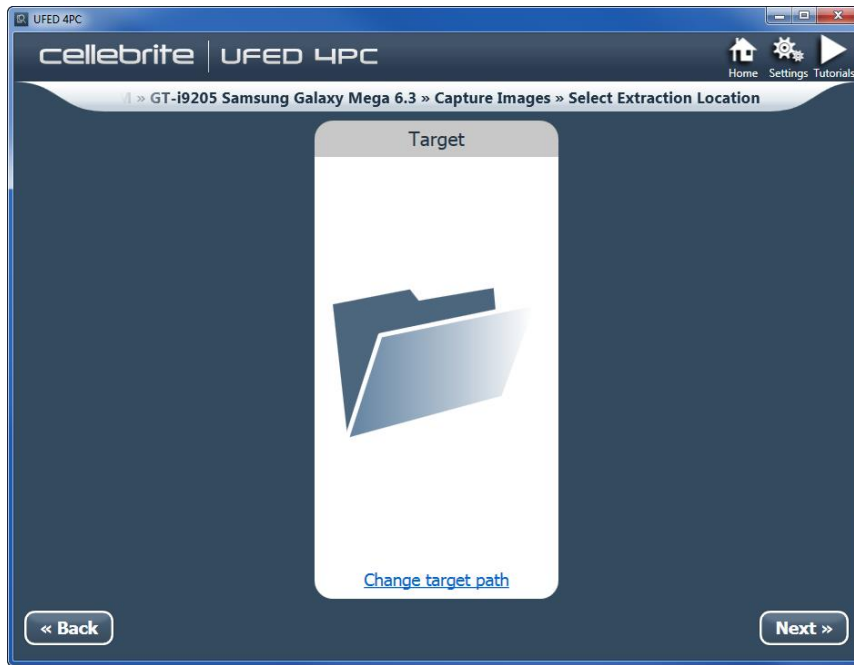 UFED 4PC
cellebrite UFED 4PC
Home Settings Tutorials
» GT-i9205 Samsung Galaxy Mega 6.3 » Capture Images » Select Extraction Location
Target
Change target path
« Back
Next »